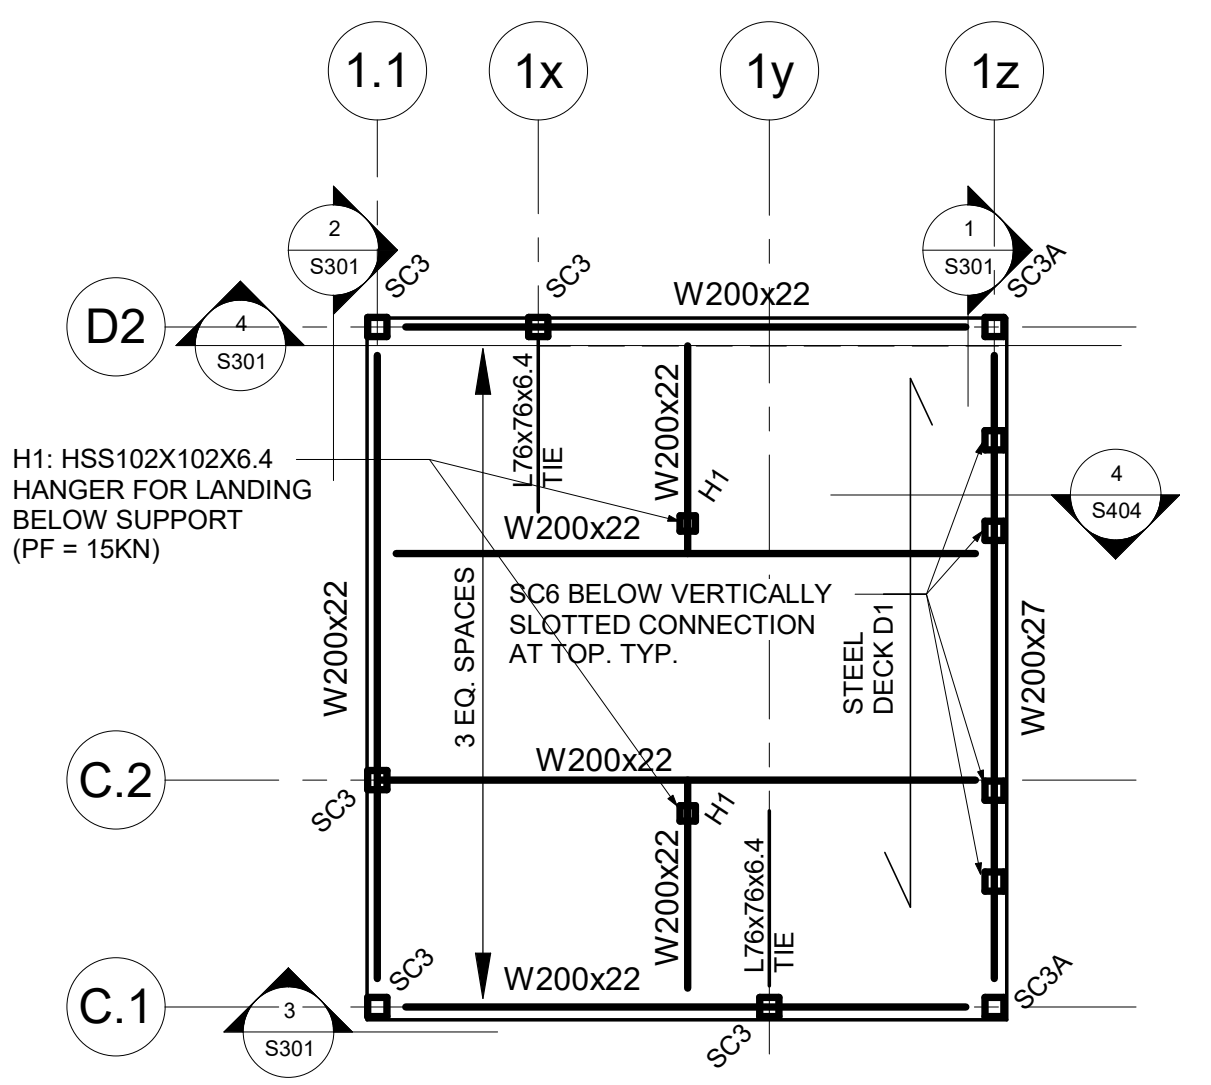 1.1
1x
1y
1z
2
S301
SC3
SC3
1
S301
SC3A
W200x22
D2
4
S301
L76x76x6.4
TIE
W200x22
H1
H1: HSS102X102X6.4
HANGER FOR LANDING
BELOW SUPPORT
(PF = 15KN)
4
S404
W200x22
W200x22
3 EQ. SPACES
SC6 BELOW VERTICALLY
SLOTTED CONNECTION
AT TOP. TYP.
STEEL
DECK D1
W200x27
C.2
W200x22
SC3
H1
W200x22
L76x76x6.4
TIE
SC3
W200x22
SC3A
C.1
3
S301
SC3